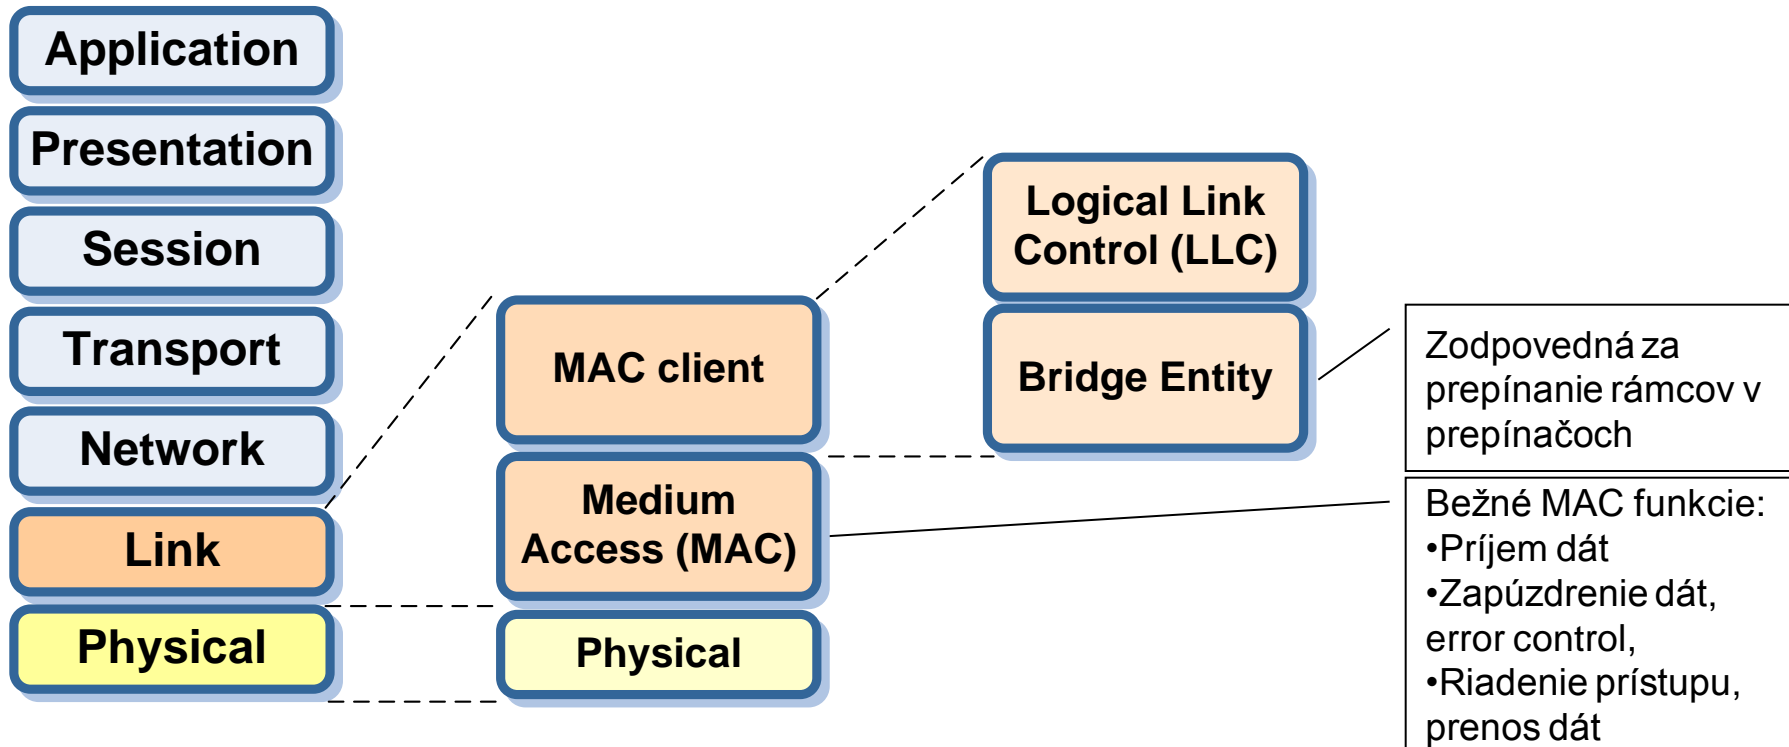 Application
Presentation
Session
Transport
Network
Link
Physical
MAC client
Medium
Access (MAC)
Physical
Logical Link
Control (LLC)
Bridge Entity
Zodpovedná za
prepínanie rámcov v
prepínačoch
Bežné MAC funkcie:
•Príjem dát
•Zapúzdrenie dát,
error control,
•Riadenie prístupu,
prenos dát